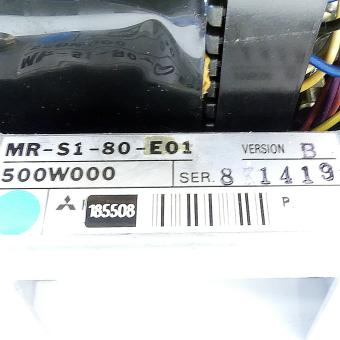 MR-S1-80-E01 VERSION B
500W000 SER. 8 1419
185508 P